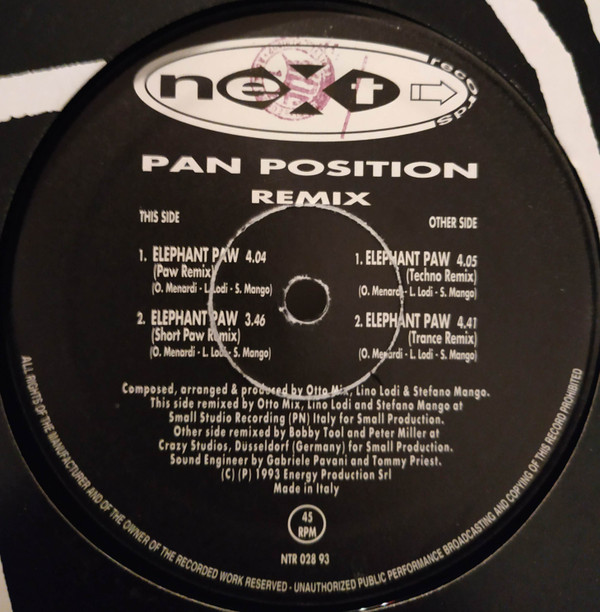 next records
PAN POSITION
REMIX
THIS SIDE
1. ELEPHANT PAW 4.04
(Paw Remix)
(O. Menardi - L. Lodi - S. Mango)
2. ELEPHANT PAW 3.46
(Short Paw Remix)
(O. Menardi - L. Lodi - S. Mango)
OTHER SIDE
1. ELEPHANT PAW 4.05
(Techno Remix)
(O. Menardi - L. Lodi - S. Mango)
2. ELEPHANT PAW 4.41
(Trance Remix)
(O. Menardi - L. Lodi - S. Mango)
Composed, arranged & produced by Otto Mix, Lino Lodi & Stefano Mango.
This side remixed by Otto Mix, Lino Lodi and Stefano Mango at
Small Studio Recording (PN) Italy for Small Production.
Other side remixed by Bobby Tool and Peter Miller at
Crazy Studios, Düsseldorf (Germany) for Small Production.
Sound Engineer by Gabriele Pavani and Tommy Priest.
(C) (P) 1993 Energy Production Srl
Made in Italy
45
RPM
NTR 028 93
ALL RIGHTS OF THE MANUFACTURER AND OF THE OWNER OF THE RECORDED WORK RESERVED - UNAUTHORIZED PUBLIC PERFORMANCE BROADCASTING AND COPYING OF THIS RECORD PROHIBITED